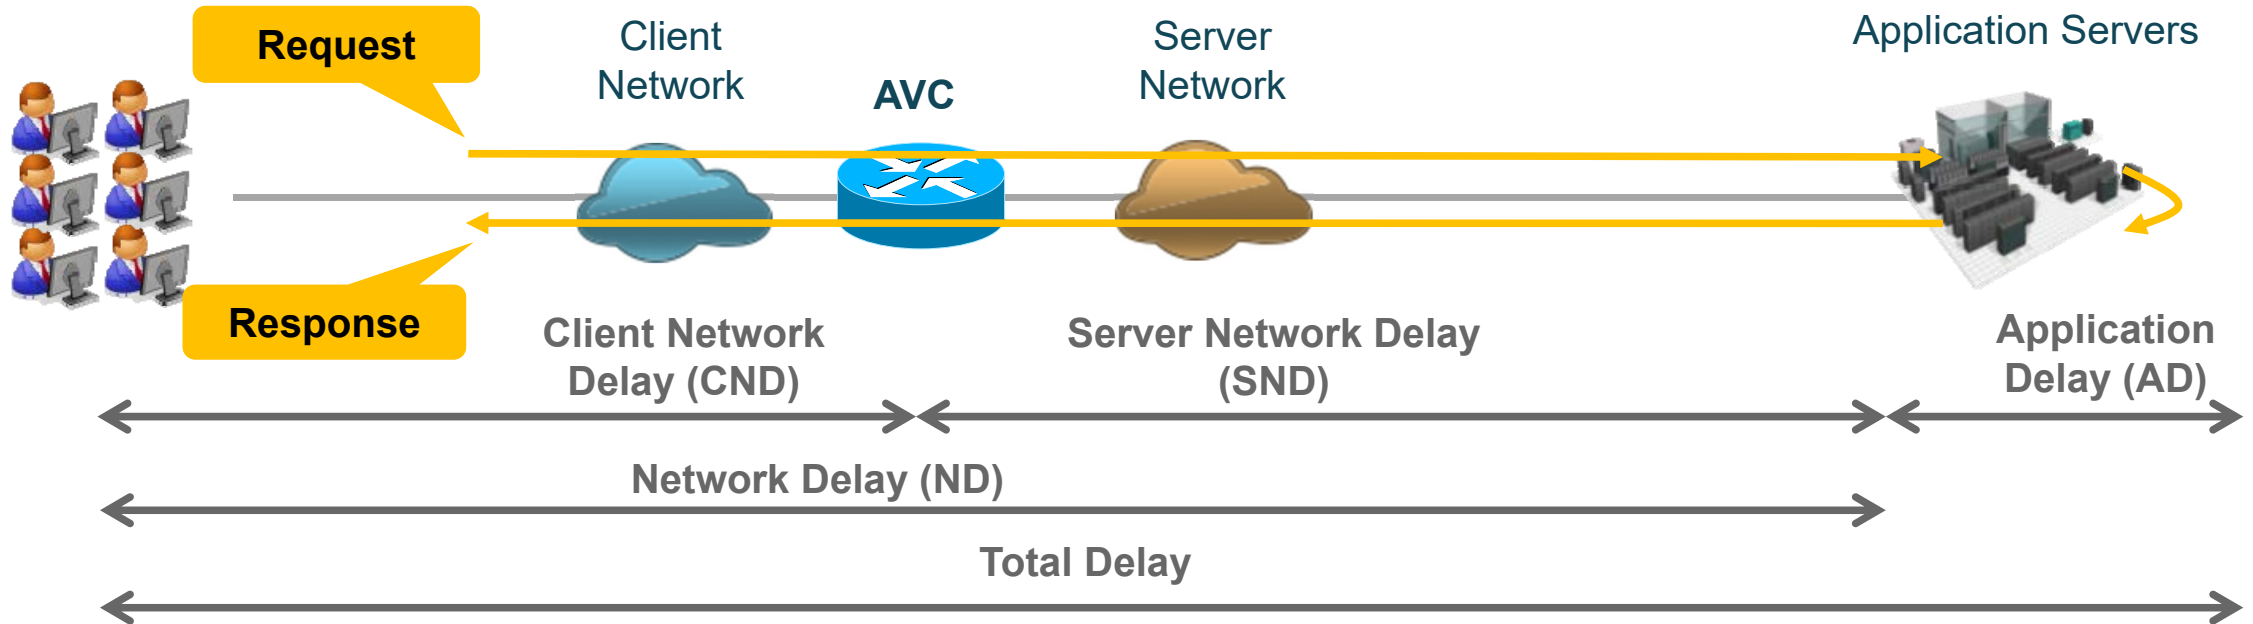 Request
Client
Network
AVC
Server
Network
Application Servers
Response
Client Network
Delay (CND)
Server Network Delay
(SND)
Application
Delay (AD)
Network Delay (ND)
Total Delay